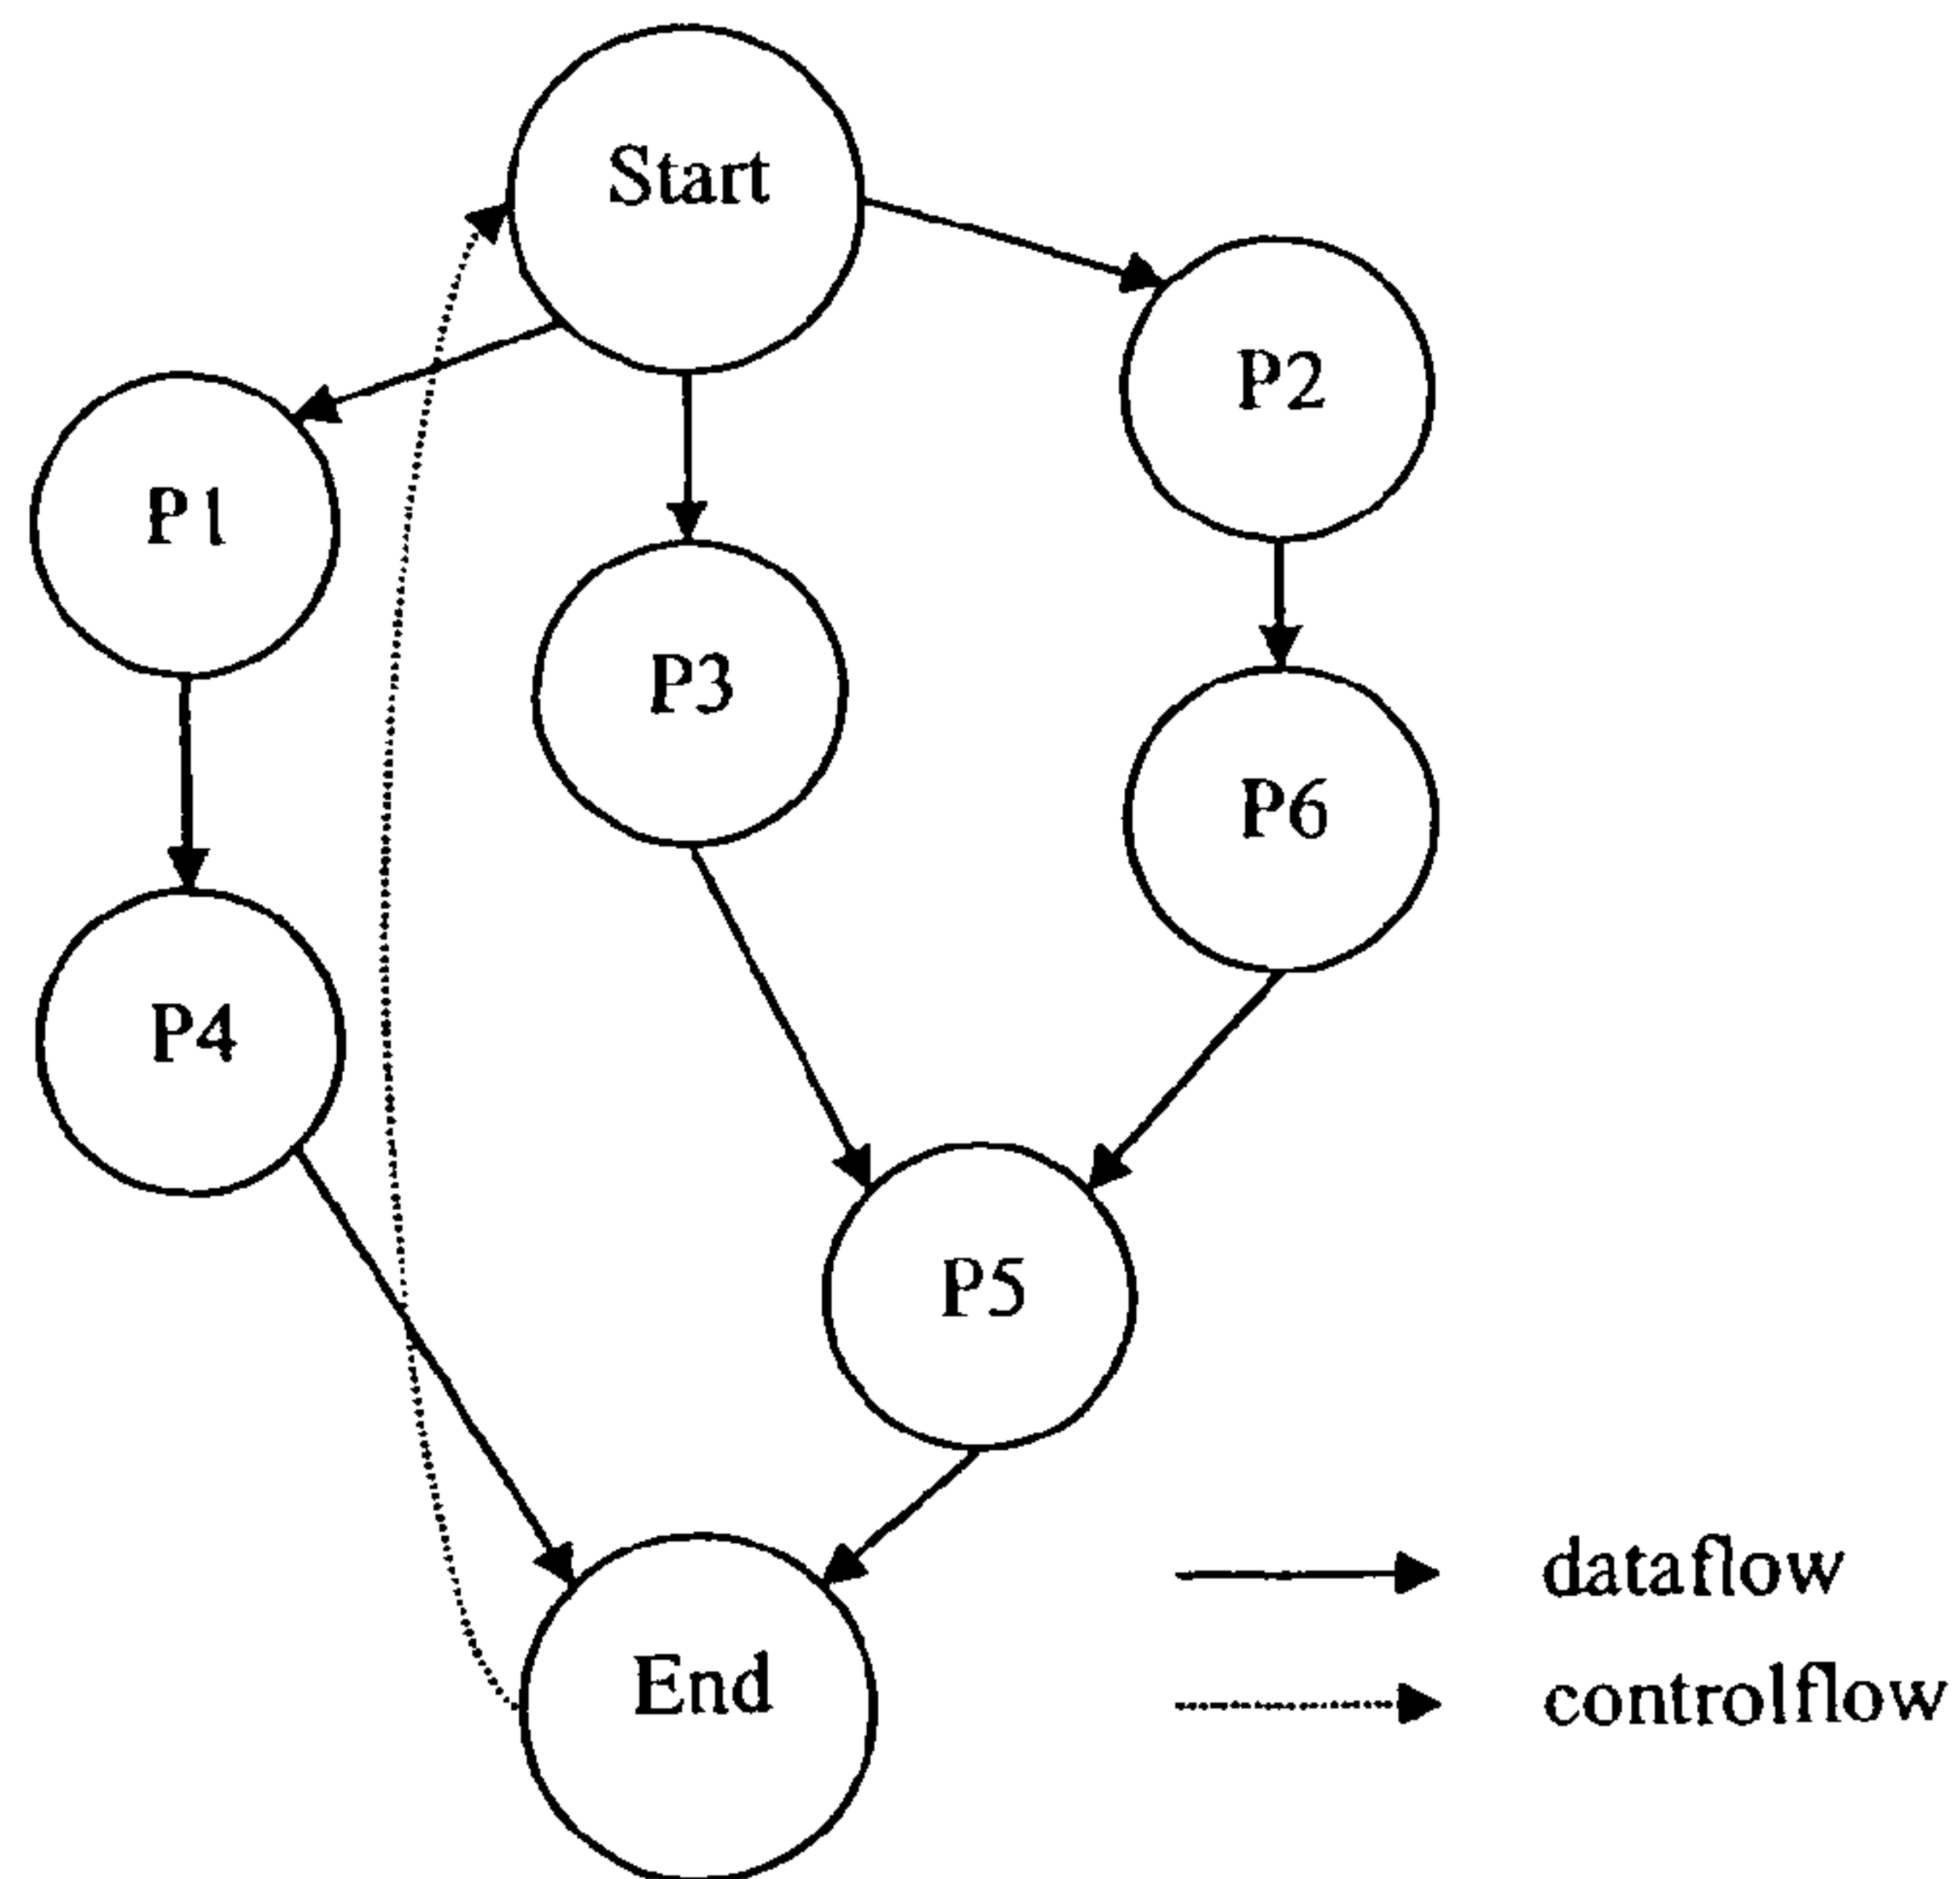 Start
P2
P1
P3
P6
P4
P5
dataflow
End
controlflow